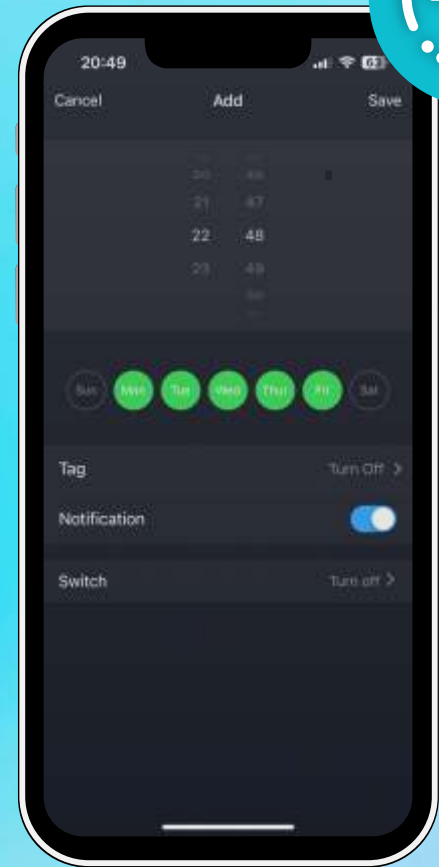 20:49
Cancel Add Save
20
21 47
22 48
23 49
Sun Mon Tue Wed Thu Fri Sat
Tag Turn Off >
Notification
Switch Turn off >